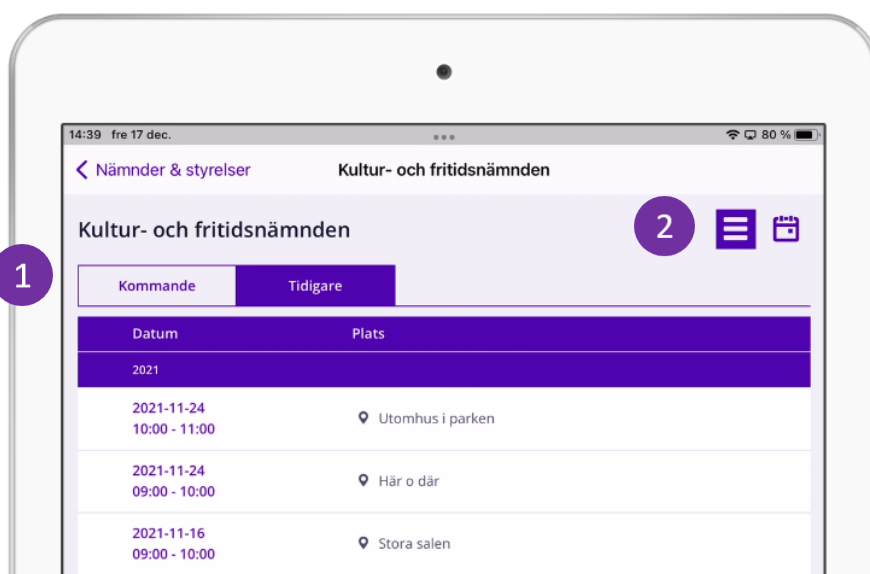 14:39 fre 17 dec.
80 %
Nämnder & styrelser
Kultur- och fritidsnämnden
Kultur- och fritidsnämnden
2
1
Kommande
Tidigare
Datum
Plats
2021
2021-11-24
10:00 - 11:00
Utomhus i parken
2021-11-24
09:00 - 10:00
Här o där
2021-11-16
09:00 - 10:00
Stora salen